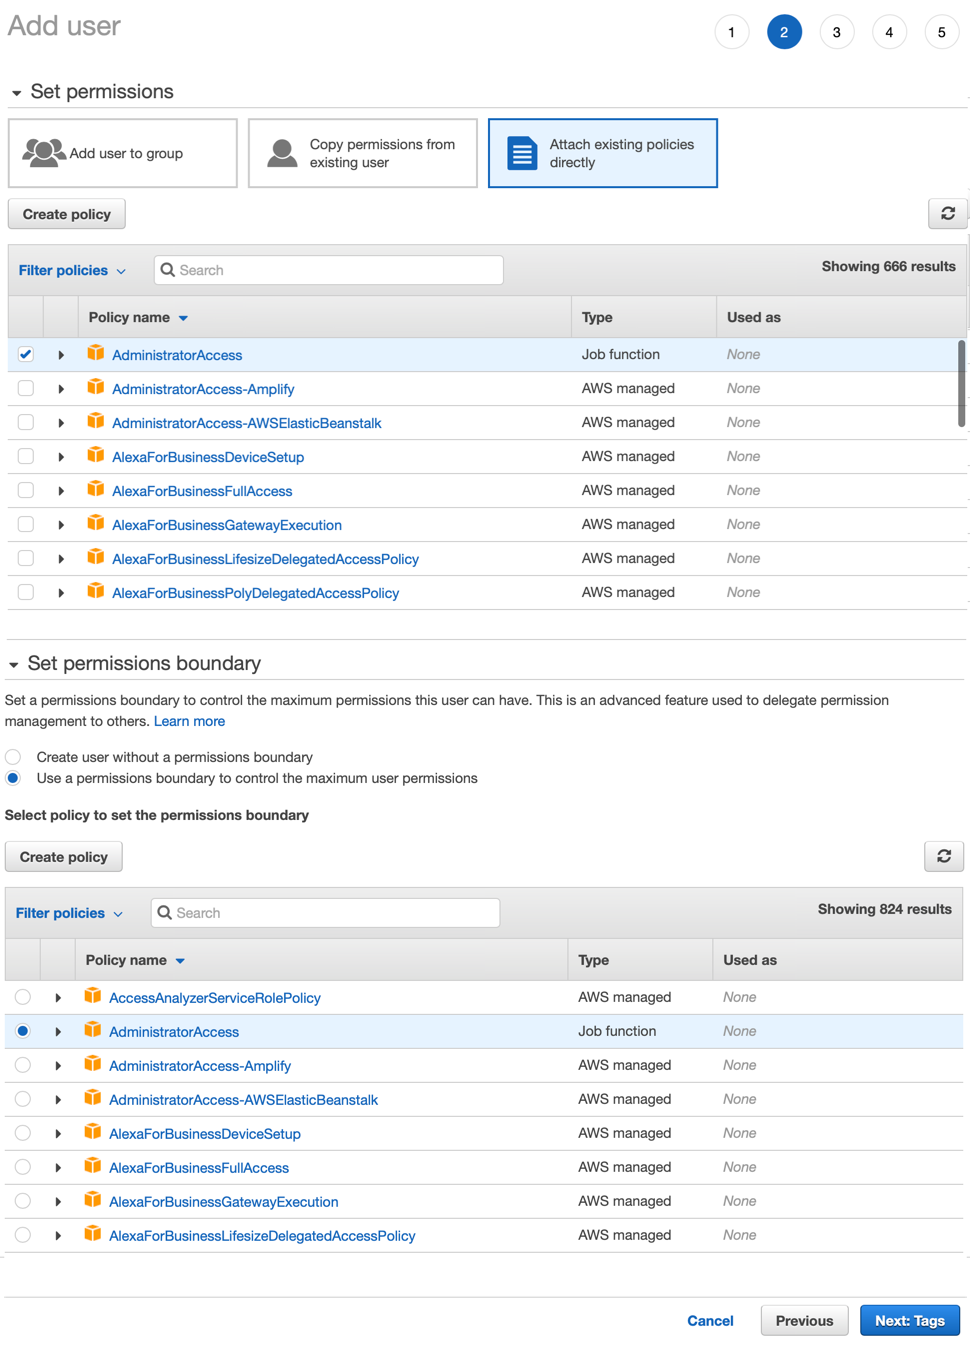 Add user
1 2 3 4 5
Set permissions
Add user to group
Copy permissions from
existing user
Attach existing policies
directly
Create policy
Filter policies Search Showing 666 results
Policy name Type Used as
AdministratorAccess Job function None
AdministratorAccess-Amplify AWS managed None
AdministratorAccess-AWSElasticBeanstalk AWS managed None
AlexaForBusinessDeviceSetup AWS managed None
AlexaForBusinessFullAccess AWS managed None
AlexaForBusinessGatewayExecution AWS managed None
AlexaForBusinessLifesizeDelegatedAccessPolicy AWS managed None
AlexaForBusinessPolyDelegatedAccessPolicy AWS managed None
Set permissions boundary
Set a permissions boundary to control the maximum permissions this user can have. This is an advanced feature used to delegate permission
management to others. Learn more
Create user without a permissions boundary
Use a permissions boundary to control the maximum user permissions
Select policy to set the permissions boundary
Create policy
Filter policies Search Showing 824 results
Policy name Type Used as
AccessAnalyzerServiceRolePolicy AWS managed None
AdministratorAccess Job function None
AdministratorAccess-Amplify AWS managed None
AdministratorAccess-AWSElasticBeanstalk AWS managed None
AlexaForBusinessDeviceSetup AWS managed None
AlexaForBusinessFullAccess AWS managed None
AlexaForBusinessGatewayExecution AWS managed None
AlexaForBusinessLifesizeDelegatedAccessPolicy AWS managed None
Cancel Previous Next: Tags